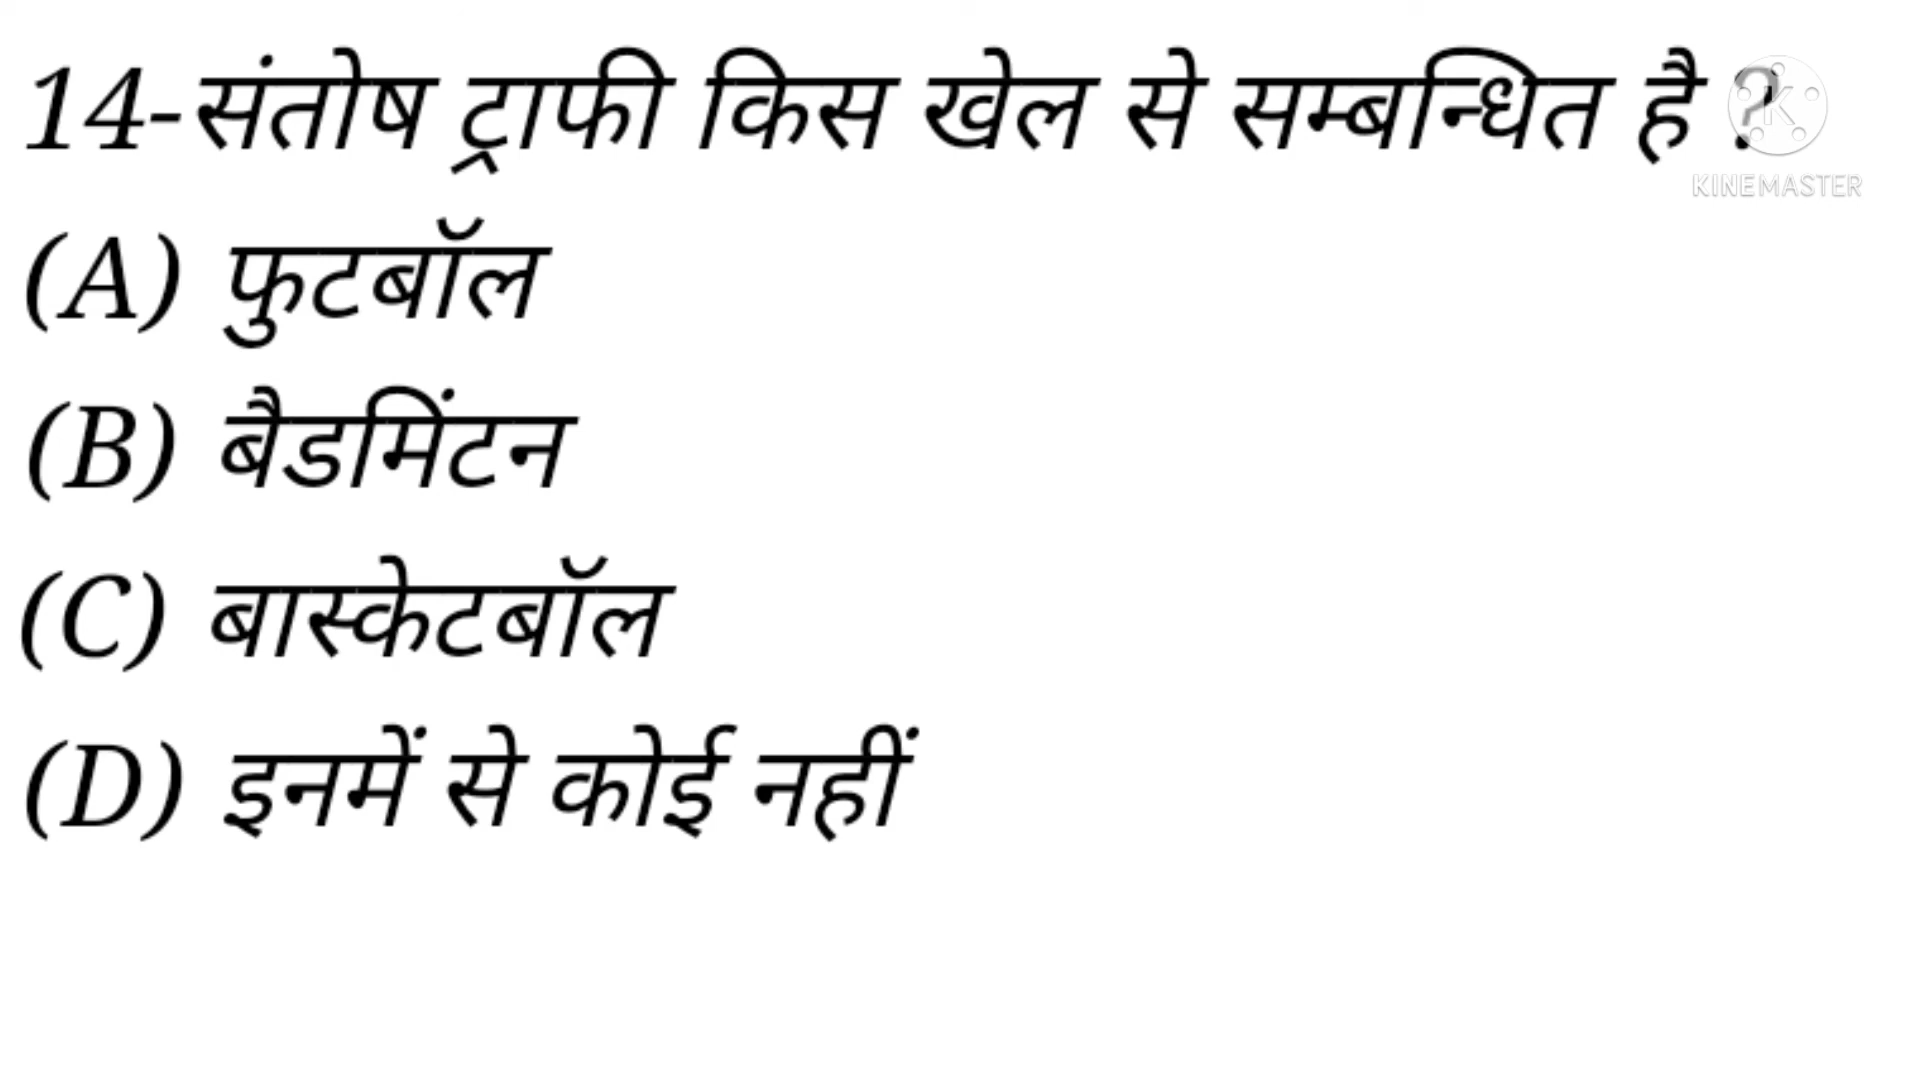 14-संतोष ट्राफी किस खेल से सम्बन्धित है ?
KINEMASTER
(A) फुटबॉल
(B) बैडमिंटन
(C) बास्केटबॉल
(D) इनमें से कोई नहीं